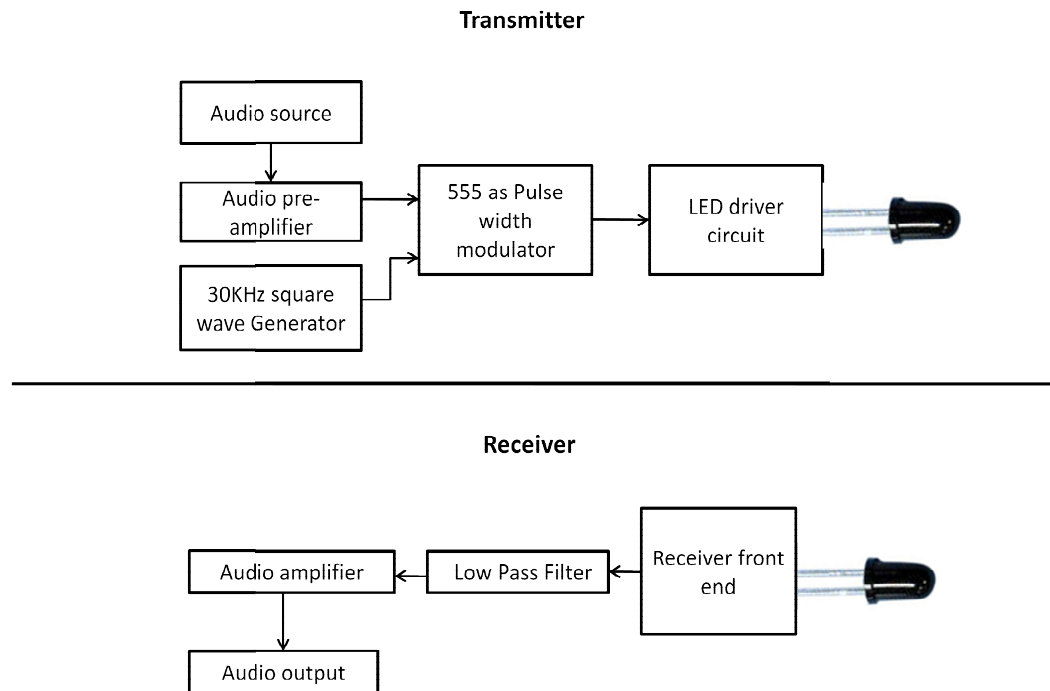 Transmitter
Audio source
Audio pre-
amplifier
555 as Pulse
width
modulator
LED driver
circuit
30KHz square
wave Generator
Receiver
Audio amplifier
Low Pass Filter
Receiver front
end
Audio output